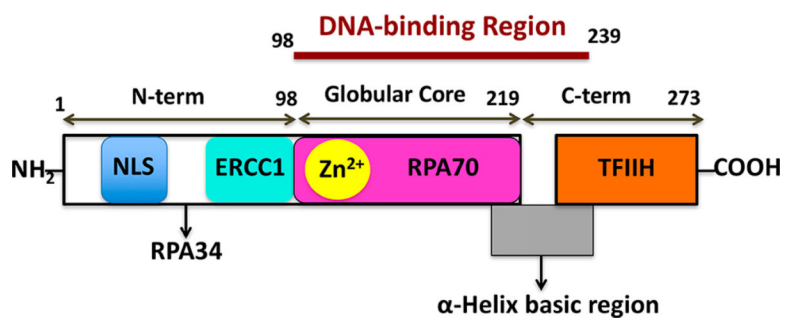 DNA-binding Region
98 239
1 N-term 98 Globular Core 219 C-term 273
NH2 NLS ERCC1 Zn2+ RPA70 TFIIH COOH
RPA34
α-Helix basic region